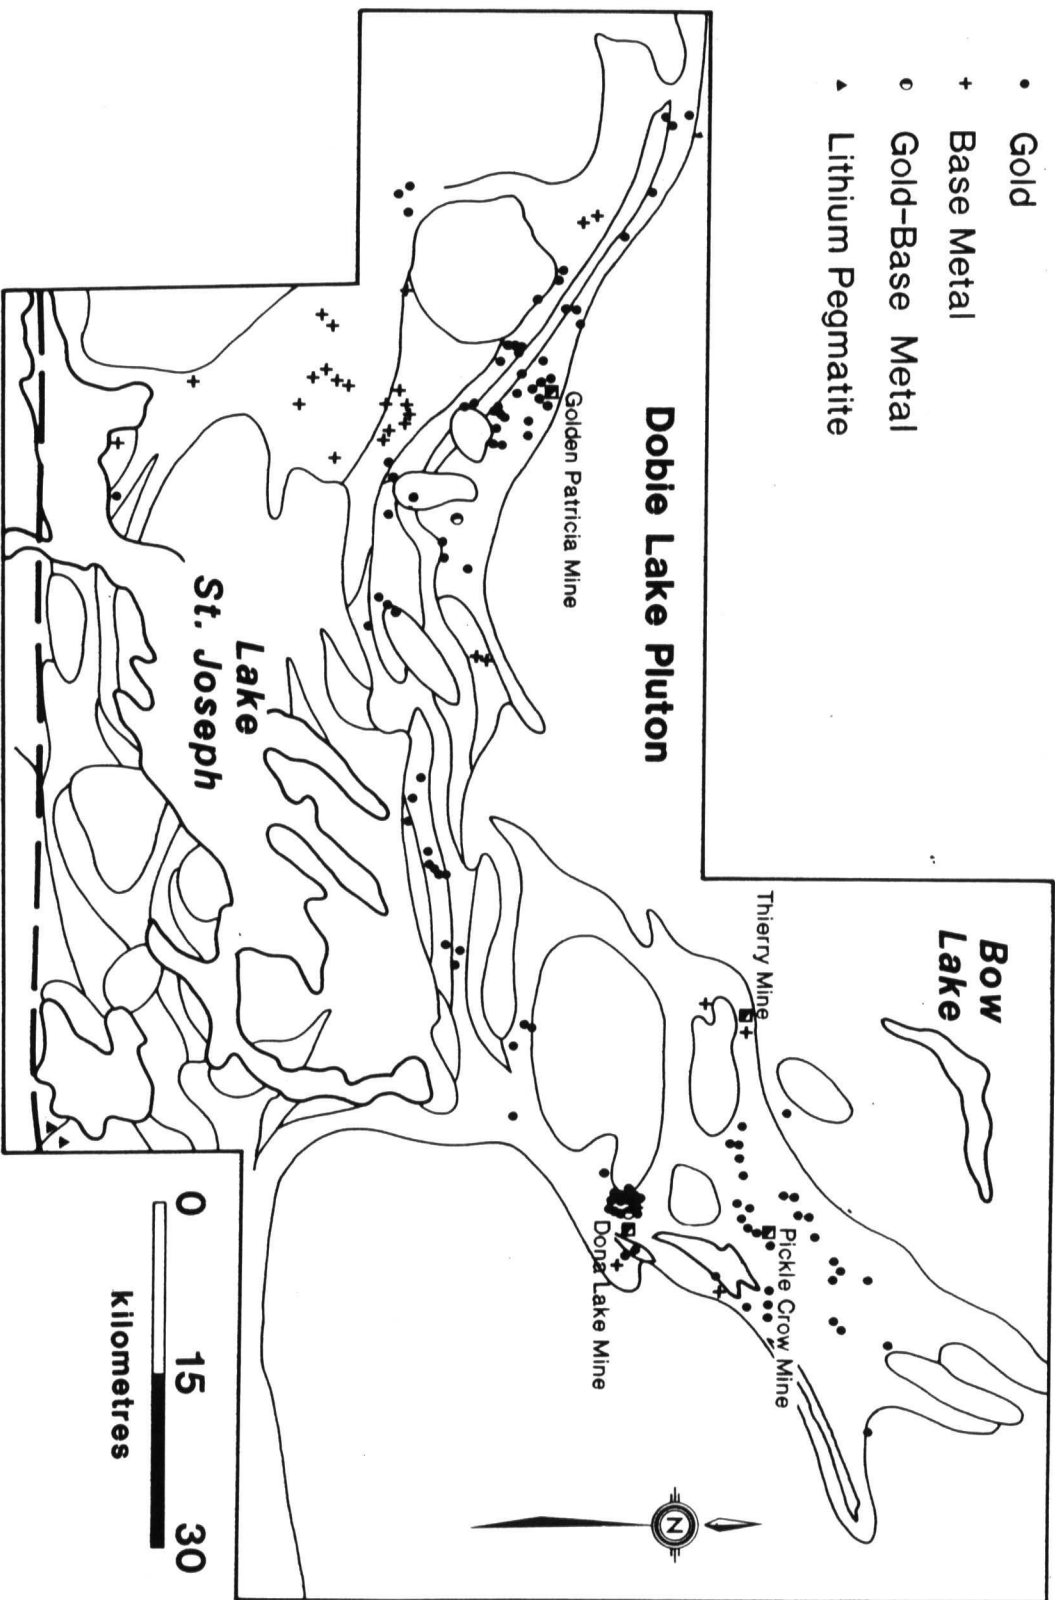 Gold
Base Metal
Gold-Base Metal
Lithium Pegmatite
Bow
Lake
Thierry Mine
Pickle Crow Mine
Dobie Lake Pluton
Golden Patricia Mine
Dona Lake Mine
N
Lake
St. Joseph
0 15 30
kilometres